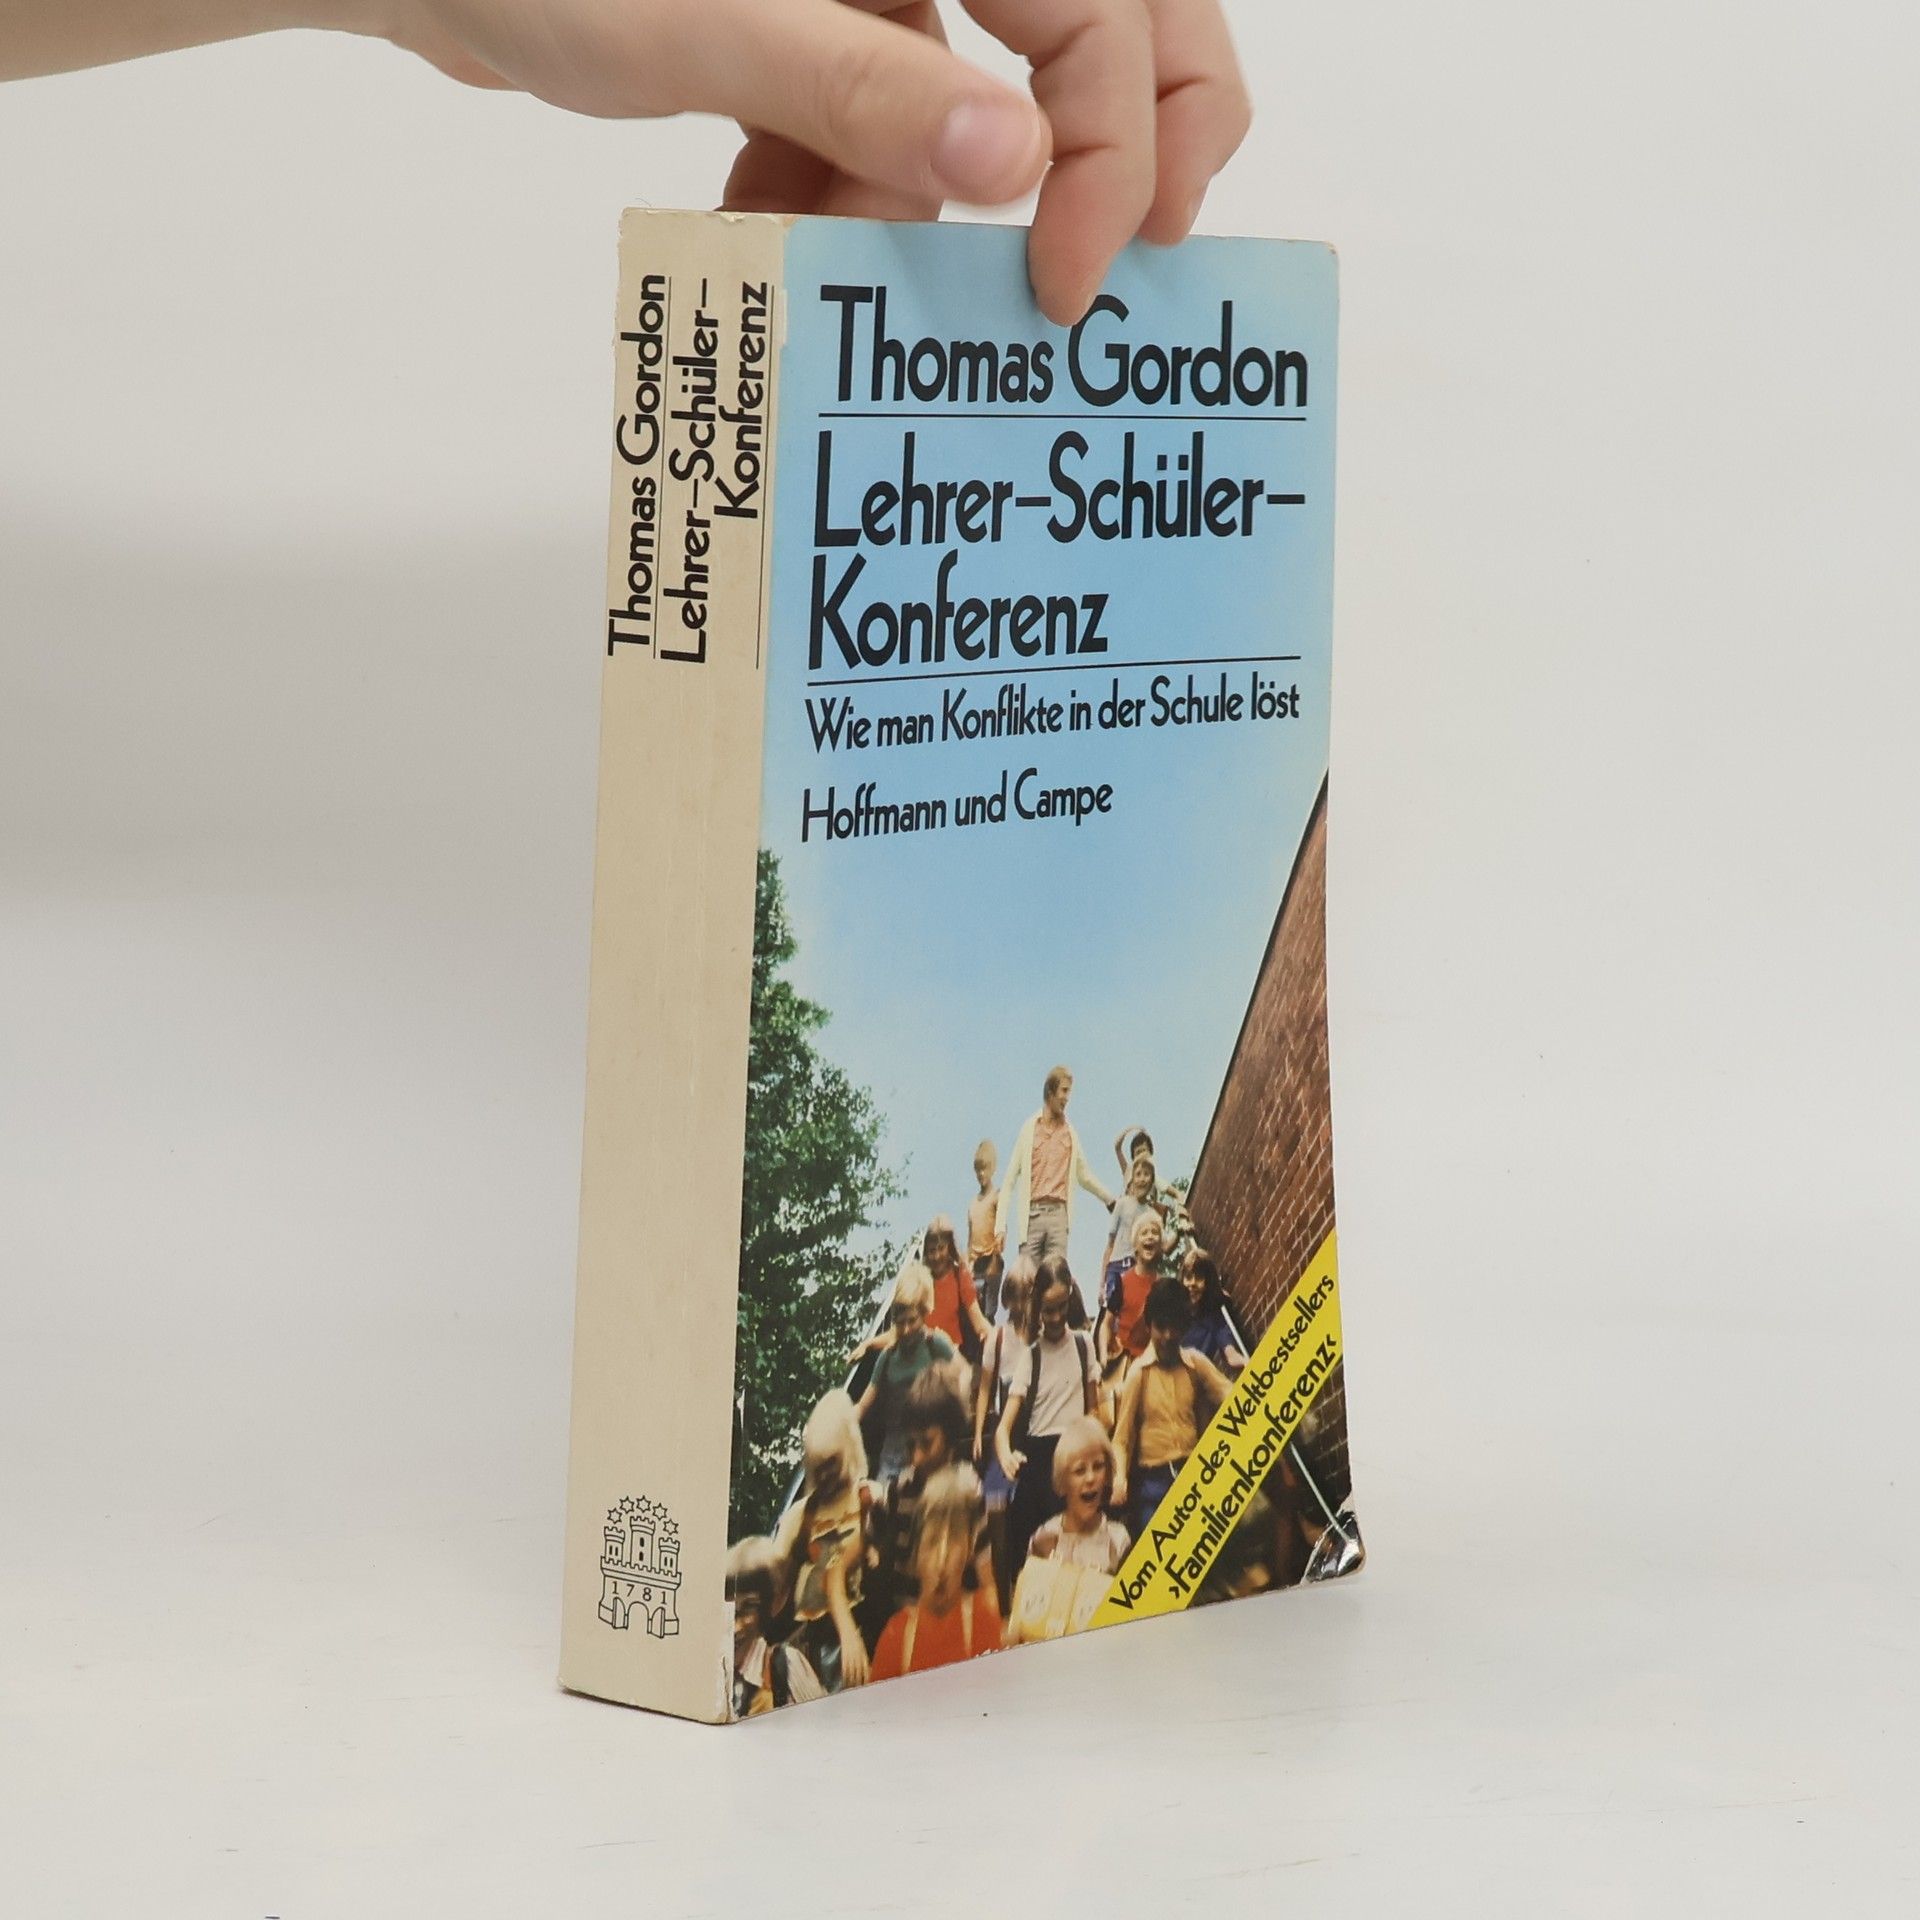 Thomas Gordon
Lehrer-Schüler-
Konferenz
Thomas Gordon
Lehrer-Schüler-
Konferenz
Wie man Konflikte in der Schule löst
Hoffmann und Campe
Vom Autor des Weltbestsellers
›Familienkonferenz‹
1781